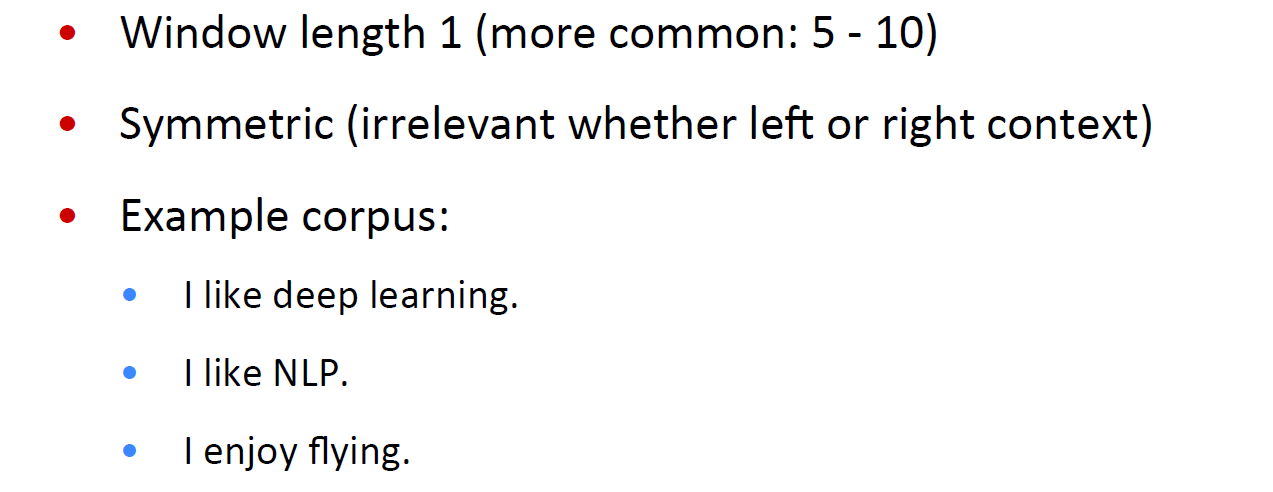 • Window length 1 (more common: 5 - 10)
• Symmetric (irrelevant whether left or right context)
• Example corpus:
• I like deep learning.
• I like NLP.
• I enjoy flying.